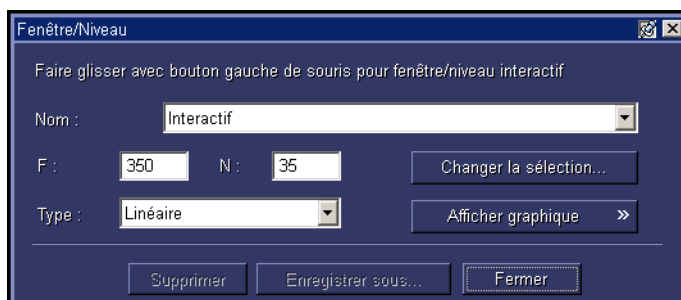 Fenêtre/Niveau
Faire glisser avec bouton gauche de souris pour fenêtre/niveau interactif
Nom : Interactif
F : 350 N : 35 Changer la sélection...
Type : Linéaire Afficher graphique »
Supprimer Enregistrer sous... Fermer